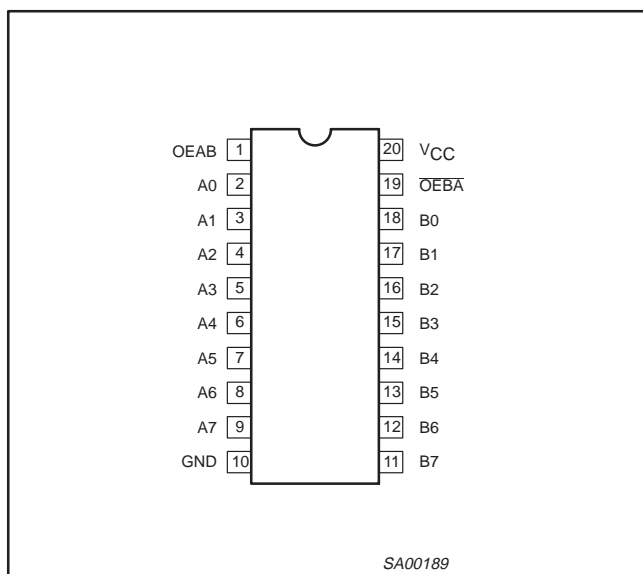 OEAB 1 20 VCC
A0 2 19 OEBA
A1 3 18 B0
A2 4 17 B1
A3 5 16 B2
A4 6 15 B3
A5 7 14 B4
A6 8 13 B5
A7 9 12 B6
GND 10 11 B7
SA00189